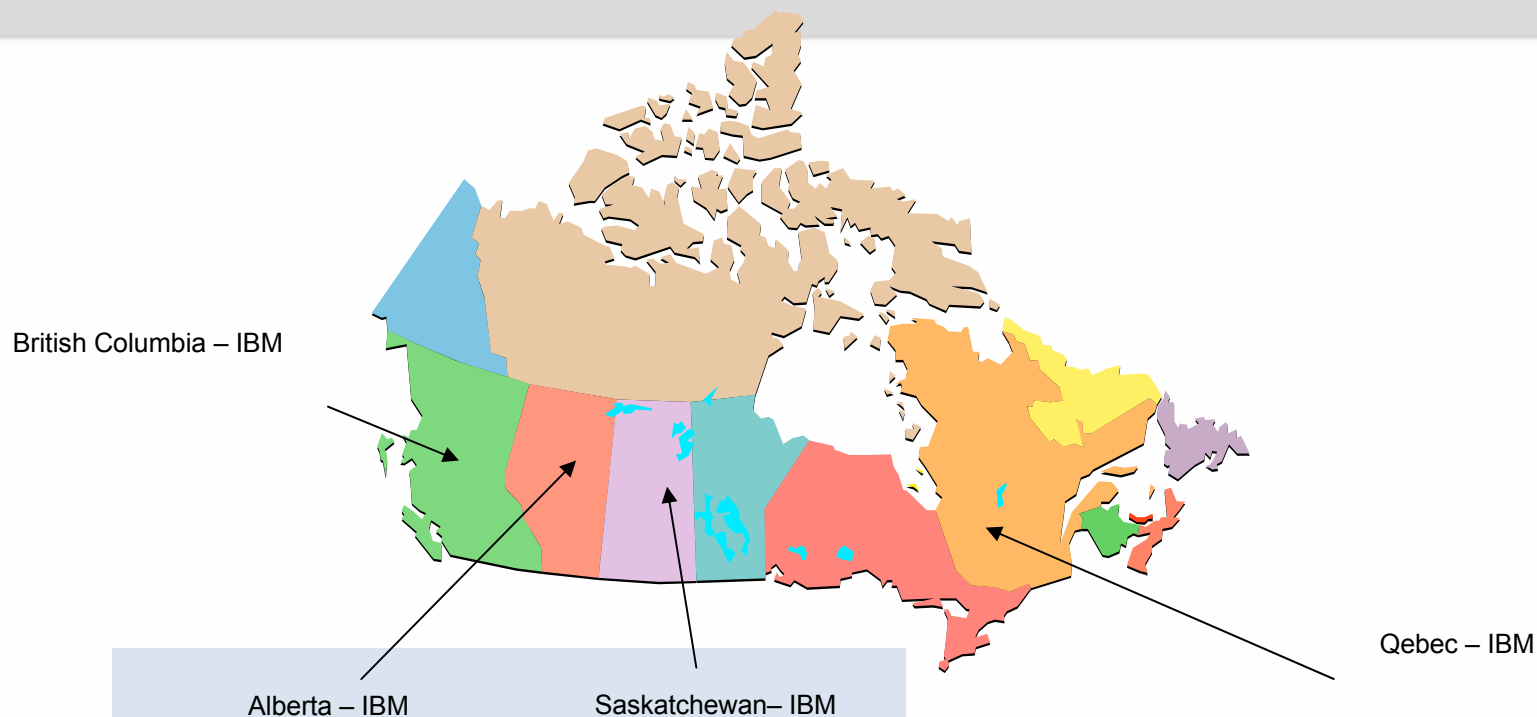 British Columbia – IBM
Qebec – IBM
Alberta – IBM
Saskatchewan– IBM